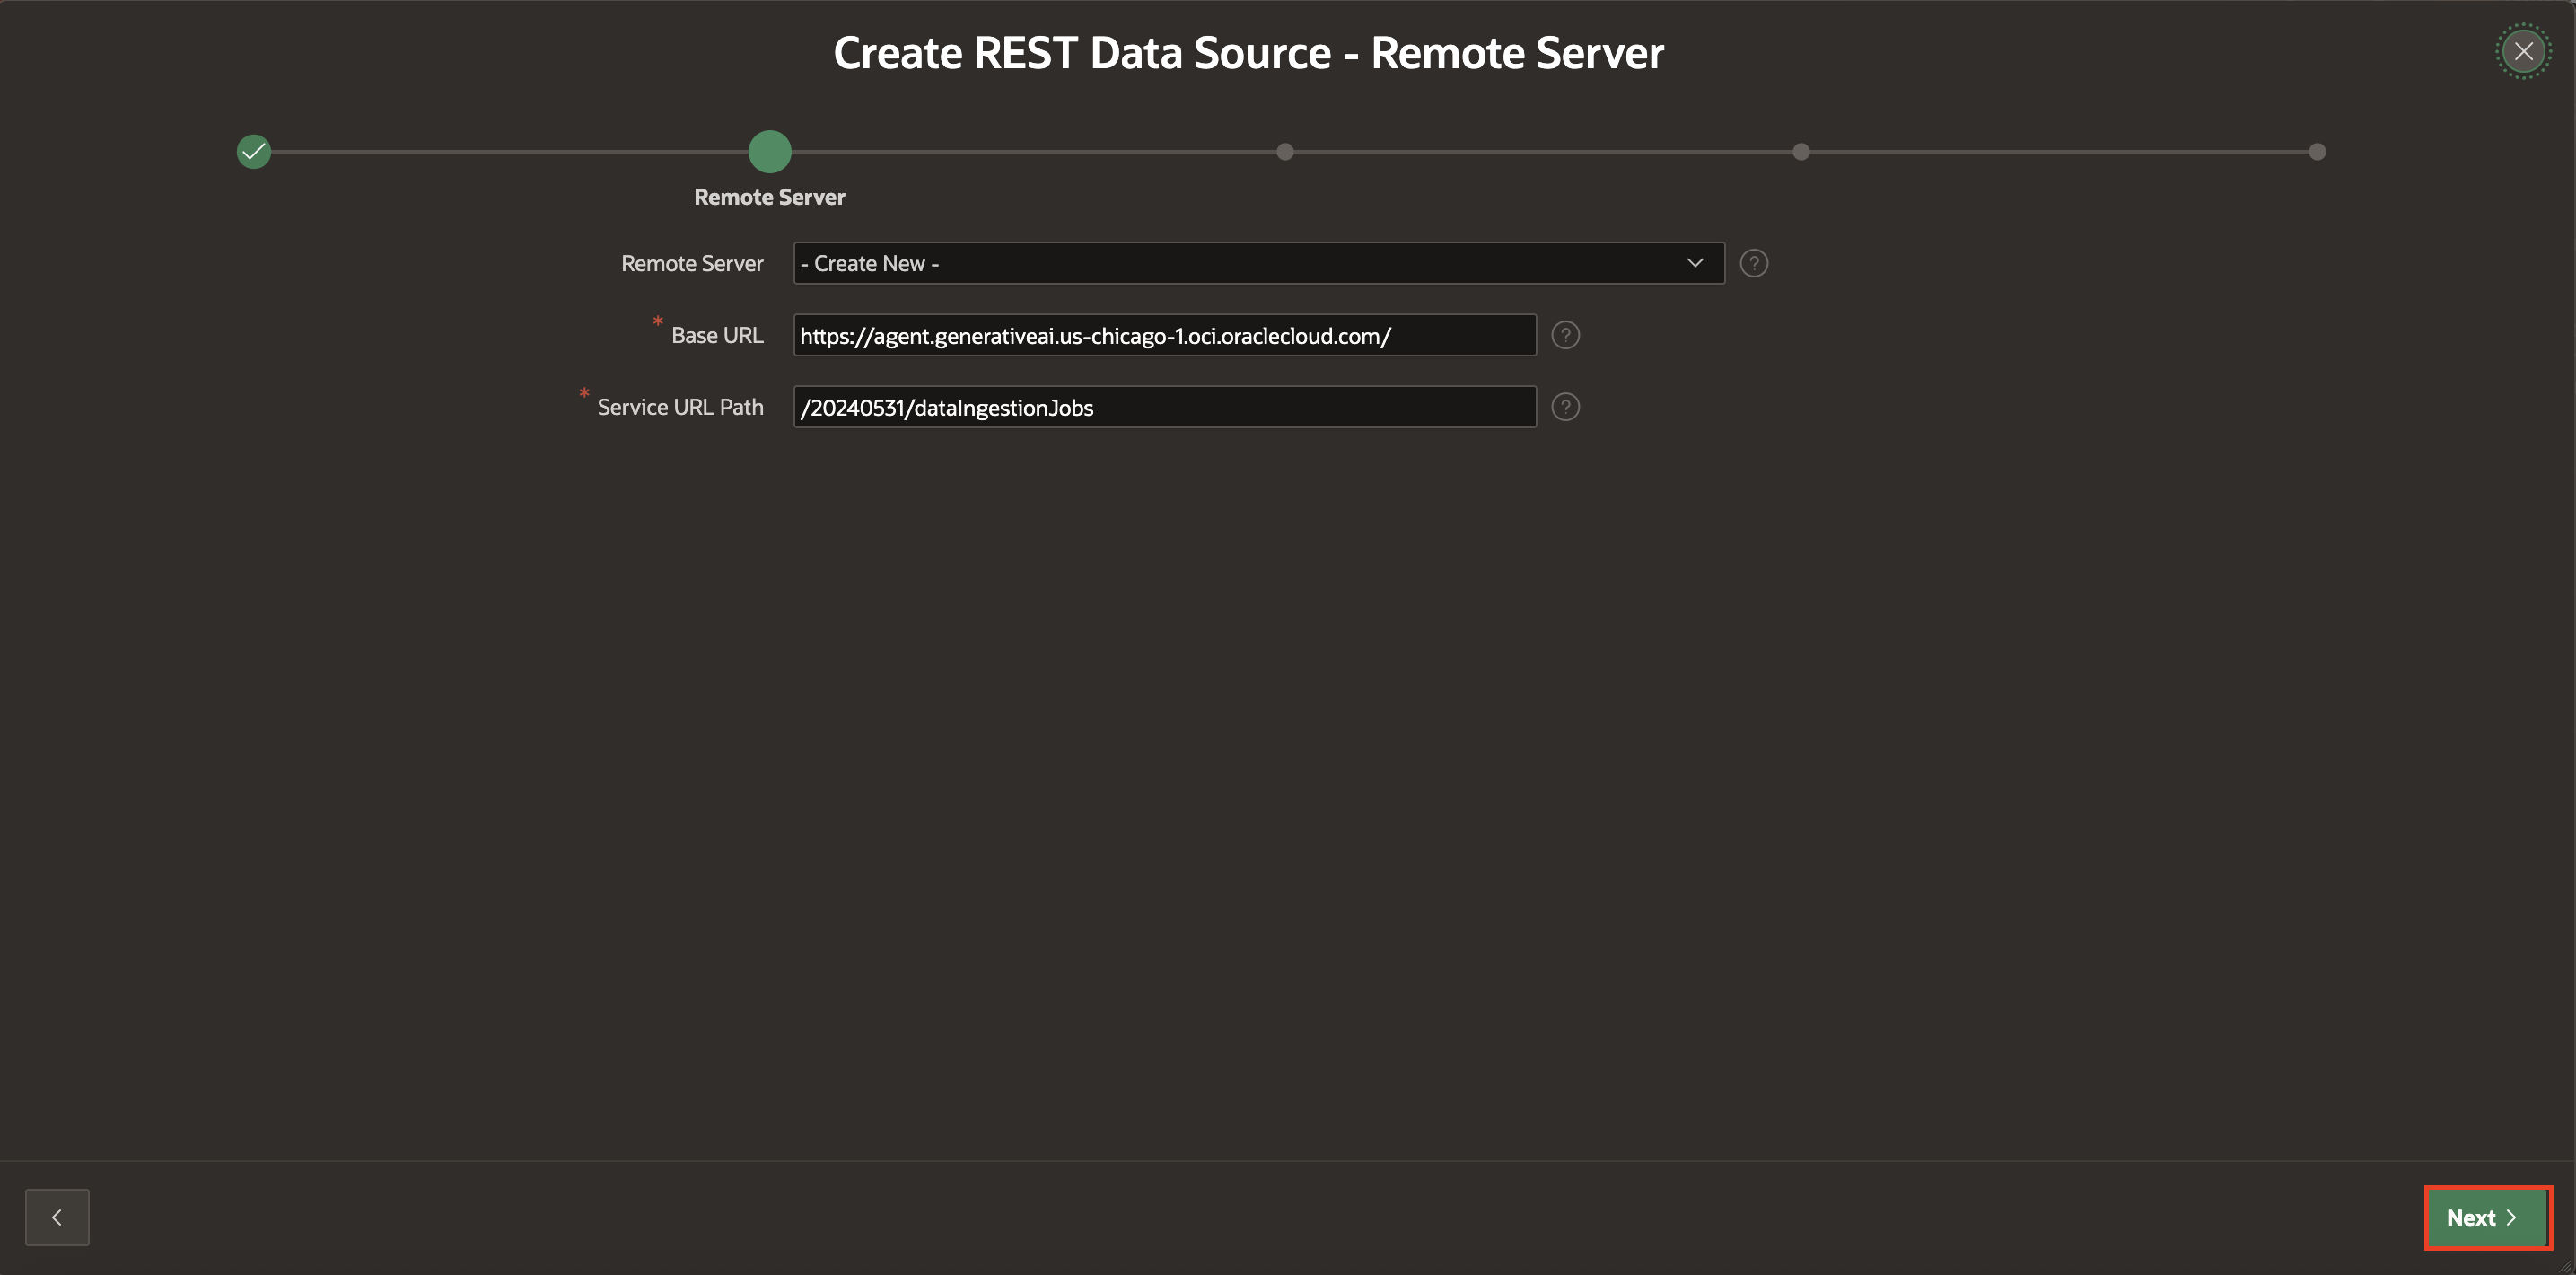 Create REST Data Source - Remote Server
Remote Server
Remote Server - Create New -
* Base URL https://agent.generativeai.us-chicago-1.oci.oraclecloud.com/
* Service URL Path /20240531/dataIngestionJobs
Next